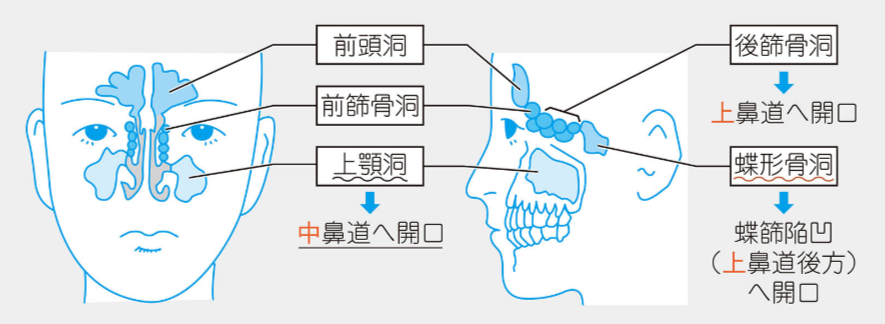 前頭洞
前篩骨洞
上顎洞
中鼻道へ開口
後篩骨洞
上鼻道へ開口
蝶形骨洞
蝶篩陥凹
（上鼻道後方）
へ開口